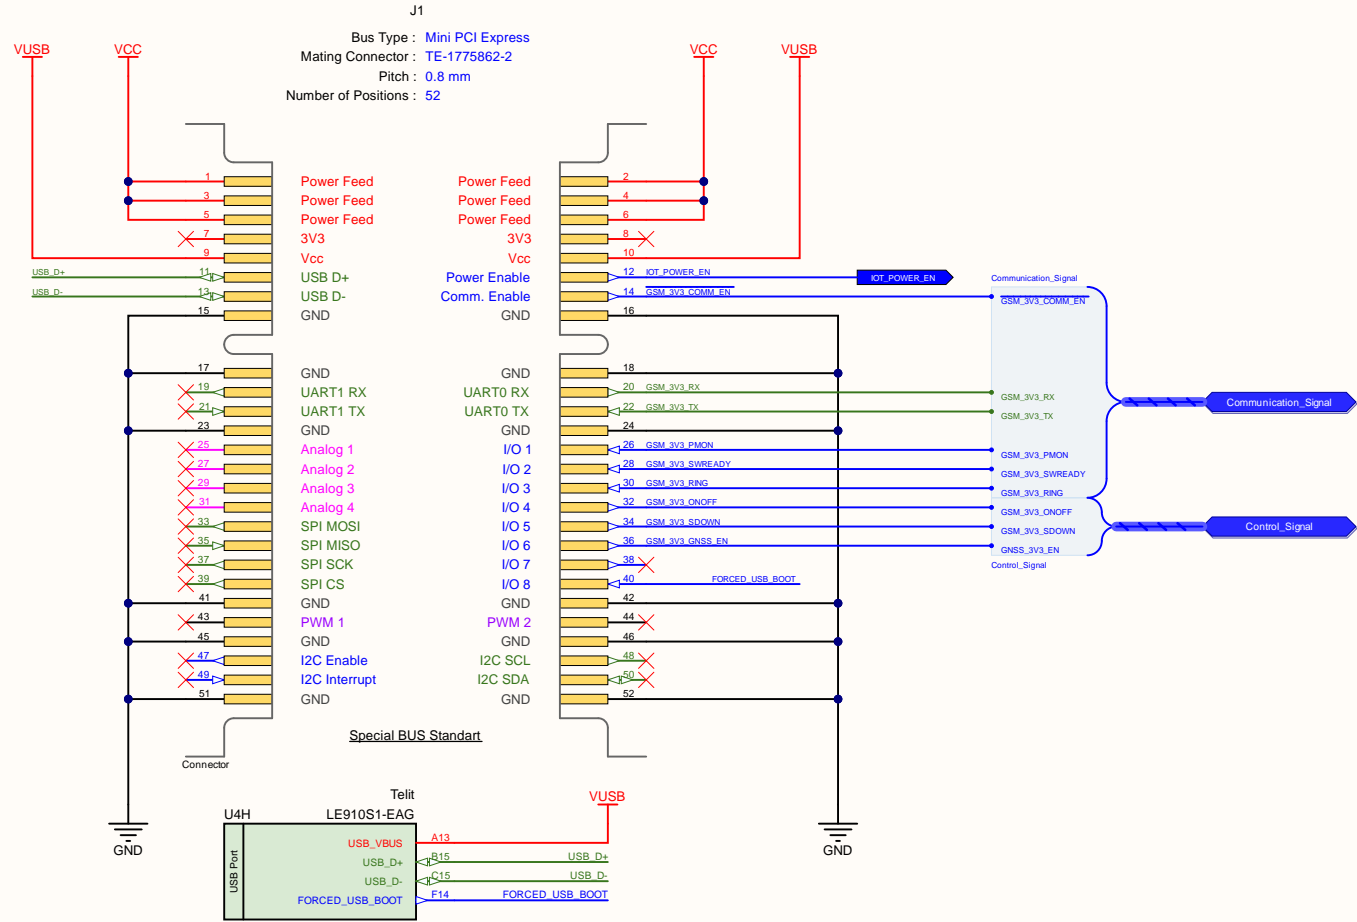 J1
Bus Type : Mini PCI Express
Mating Connector : TE-1775862-2
Pitch : 0.8 mm
Number of Positions : 52
VUSB VCC VCC VUSB
1 Power Feed Power Feed 2
3 Power Feed Power Feed 4
5 Power Feed Power Feed 6
7 3V3 3V3 8
9 Vcc Vcc 10
USB_D+ 11 USB D+ Power Enable 12 IOT_POWER_EN IOT_POWER_EN
Communication_Signal
USB_D- 13 USB D- Comm. Enable 14 GSM_3V3_COMM_EN GSM_3V3_COMM_EN
15 GND GND 16
17 GND GND 18
19 UART1 RX UART0 RX 20 GSM_3V3_RX GSM_3V3_RX
Communication_Signal
21 UART1 TX UART0 TX 22 GSM_3V3_TX GSM_3V3_TX
23 GND GND 24
25 Analog 1 I/O 1 26 GSM_3V3_PMON GSM_3V3_PMON
27 Analog 2 I/O 2 28 GSM_3V3_SWREADY GSM_3V3_SWREADY
29 Analog 3 I/O 3 30 GSM_3V3_RING GSM_3V3_RING
31 Analog 4 I/O 4 32 GSM_3V3_ONOFF GSM_3V3_ONOFF
33 SPI MOSI I/O 5 34 GSM_3V3_SDOWN GSM_3V3_SDOWN Control_Signal
35 SPI MISO I/O 6 36 GSM_3V3_GNSS_EN GNSS_3V3_EN
37 SPI SCK I/O 7 38 Control_Signal
39 SPI CS I/O 8 40 FORCED_USB_BOOT
41 GND GND 42
43 PWM 1 PWM 2 44
45 GND GND 46
47 I2C Enable I2C SCL 48
49 I2C Interrupt I2C SDA 50
51 GND GND 52
Special BUS Standart
Connector
Telit
U4H LE910S1-EAG VUSB
USB Port
USB_VBUS A13
USB_D+ B15 USB_D+
USB_D- C15 USB_D-
FORCED_USB_BOOT F14 FORCED_USB_BOOT
GND GND